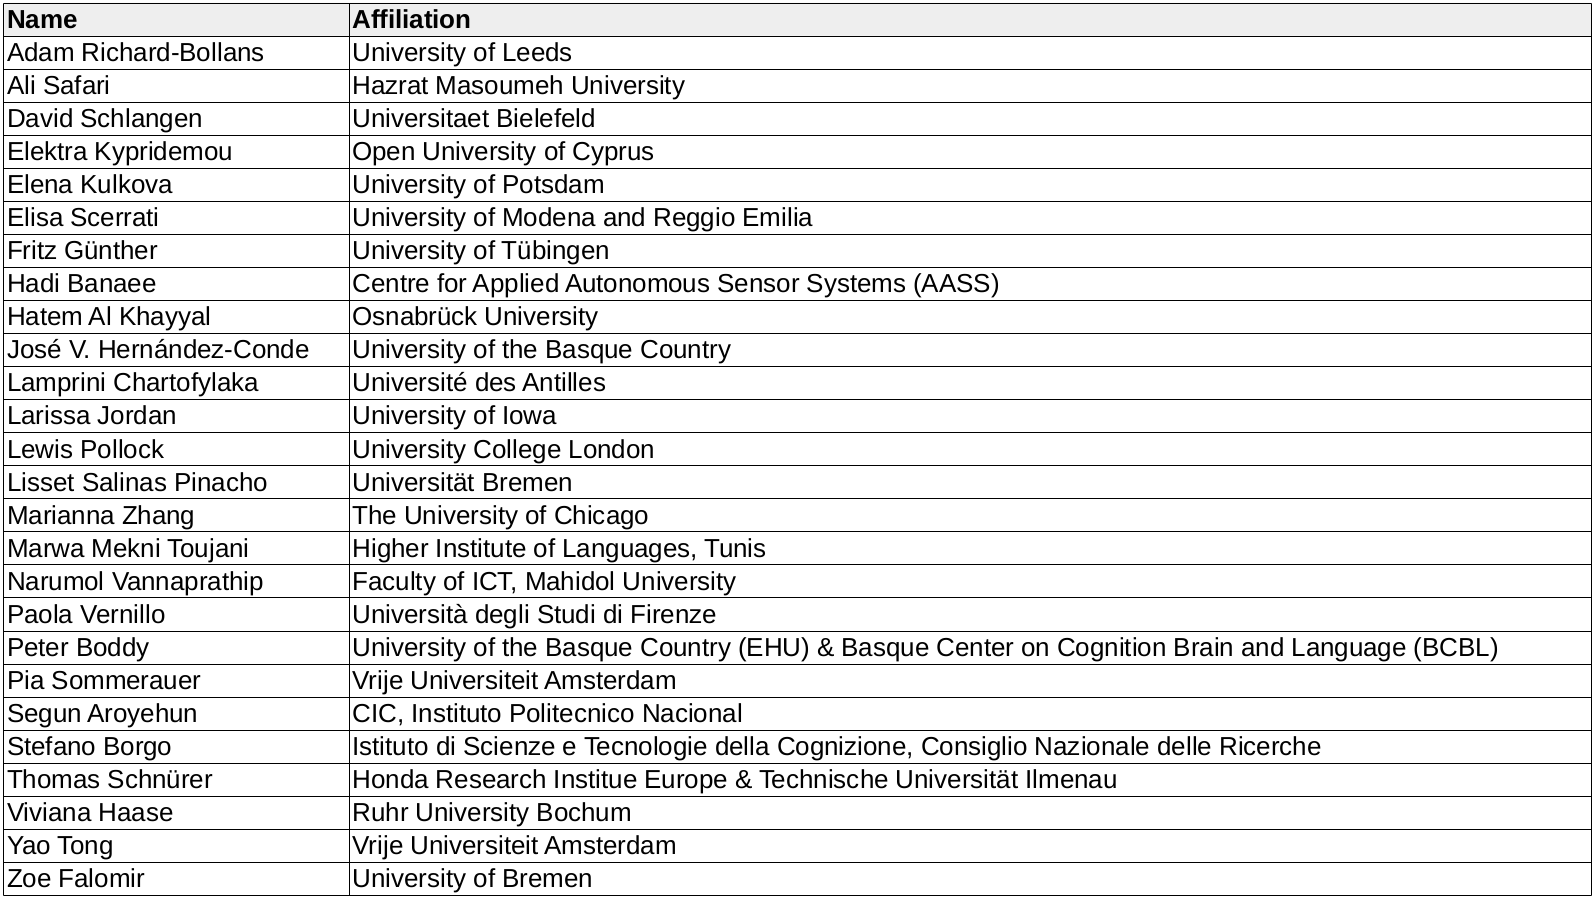 Name Affiliation
Adam Richard-Bollans University of Leeds
Ali Safari Hazrat Masoumeh University
David Schlangen Universitaet Bielefeld
Elektra Kypridemou Open University of Cyprus
Elena Kulkova University of Potsdam
Elisa Scerrati University of Modena and Reggio Emilia
Fritz Günther University of Tübingen
Hadi Banaee Centre for Applied Autonomous Sensor Systems (AASS)
Hatem Al Khayyal Osnabrück University
José V. Hernández-Conde University of the Basque Country
Lamprini Chartofylaka Université des Antilles
Larissa Jordan University of Iowa
Lewis Pollock University College London
Lisset Salinas Pinacho Universität Bremen
Marianna Zhang The University of Chicago
Marwa Mekni Toujani Higher Institute of Languages, Tunis
Narumol Vannaprathip Faculty of ICT, Mahidol University
Paola Vernillo Università degli Studi di Firenze
Peter Boddy University of the Basque Country (EHU) & Basque Center on Cognition Brain and Language (BCBL)
Pia Sommerauer Vrije Universiteit Amsterdam
Segun Aroyehun CIC, Instituto Politecnico Nacional
Stefano Borgo Istituto di Scienze e Tecnologie della Cognizione, Consiglio Nazionale delle Ricerche
Thomas Schnürer Honda Research Institue Europe & Technische Universität Ilmenau
Viviana Haase Ruhr University Bochum
Yao Tong Vrije Universiteit Amsterdam
Zoe Falomir University of Bremen